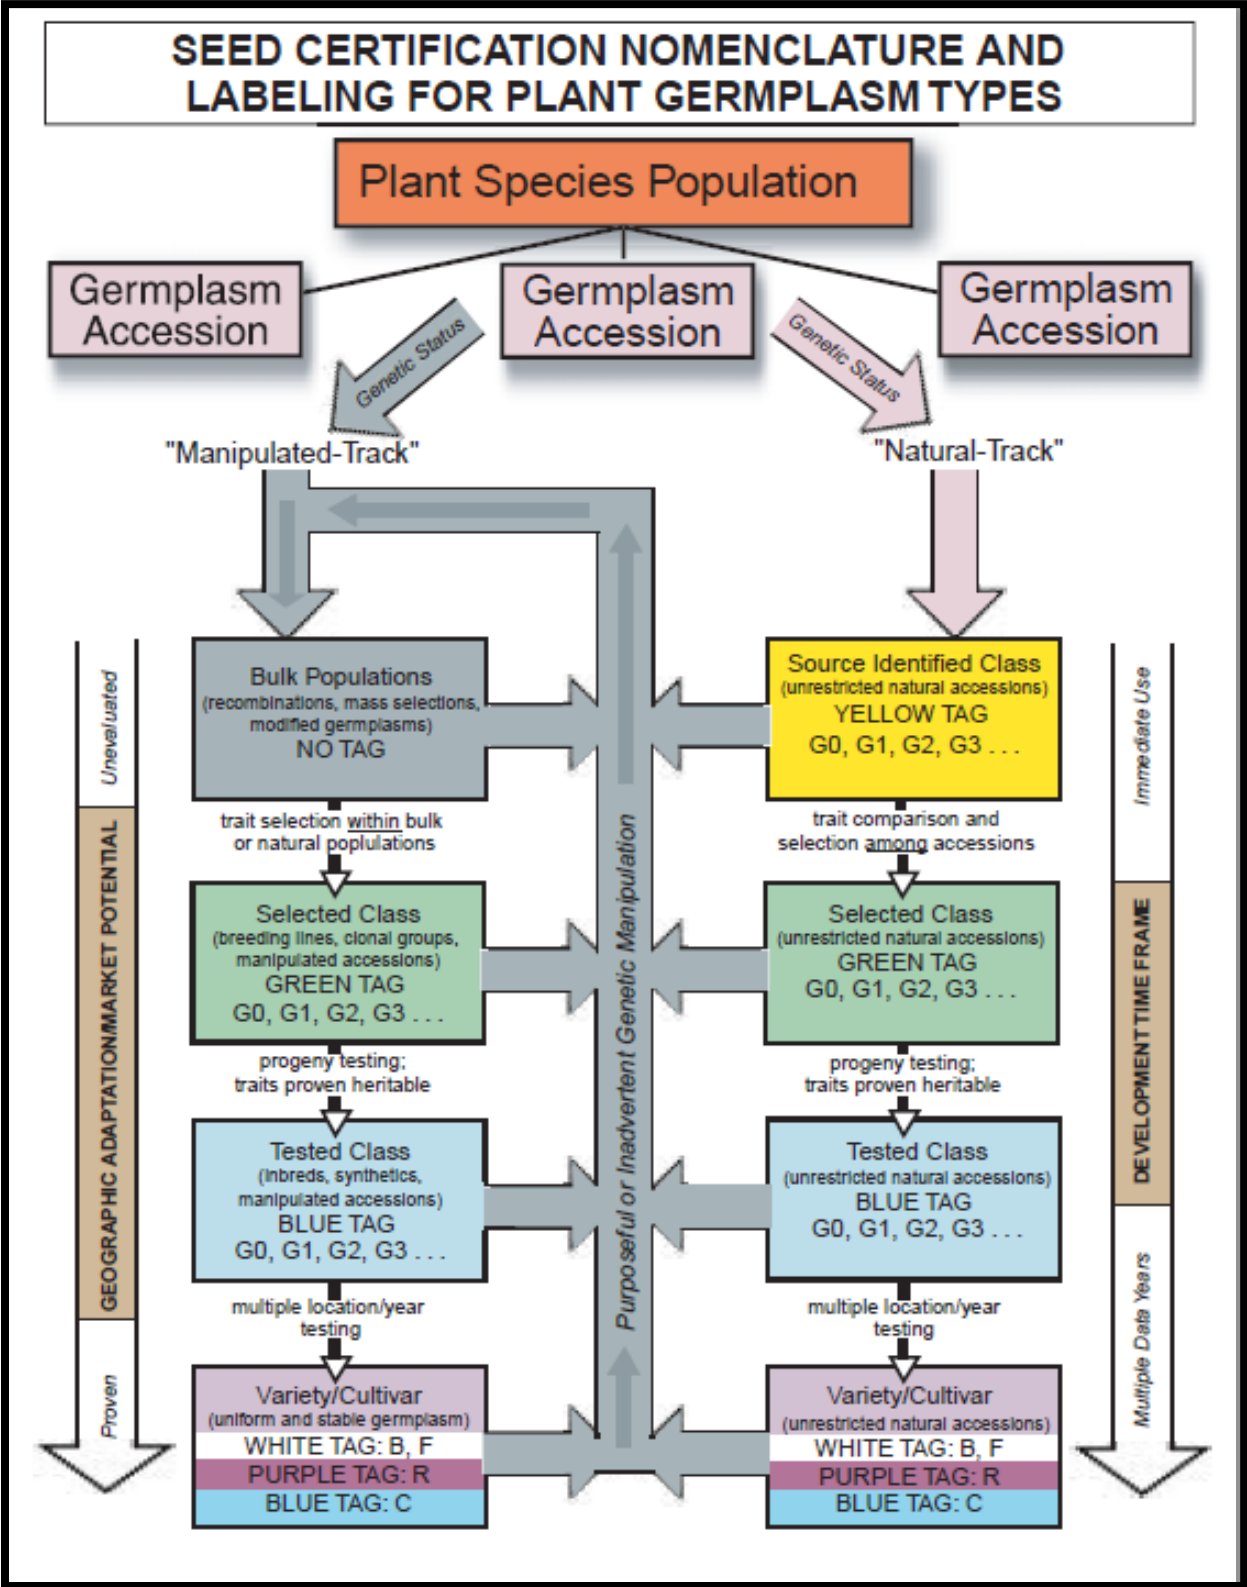 SEED CERTIFICATION NOMENCLATURE AND
LABELING FOR PLANT GERMPLASM TYPES
Plant Species Population
Germplasm
Accession
Germplasm
Accession
Germplasm
Accession
Genetic Status
Genetic Status
"Manipulated-Track"
"Natural-Track"
Unevaluated
GEOGRAPHIC ADAPTATION/MARKET POTENTIAL
Proven
Bulk Populations
(recombinations, mass selections,
modified germplasms)
NO TAG
trait selection within bulk
or natural poplulations
Selected Class
(breeding lines, clonal groups,
manipulated accessions)
GREEN TAG
G0, G1, G2, G3 . . .
progeny testing;
traits proven heritable
Tested Class
(inbreds, synthetics,
manipulated accessions)
BLUE TAG
G0, G1, G2, G3 . . .
multiple location/year
testing
Variety/Cultivar
(uniform and stable germplasm)
WHITE TAG: B, F
PURPLE TAG: R
BLUE TAG: C
Purposeful or Inadvertent Genetic Manipulation
Source Identified Class
(unrestricted natural accessions)
YELLOW TAG
G0, G1, G2, G3 . . .
trait comparison and
selection among accessions
Selected Class
(unrestricted natural accessions)
GREEN TAG
G0, G1, G2, G3 . . .
progeny testing;
traits proven heritable
Tested Class
(unrestricted natural accessions)
BLUE TAG
G0, G1, G2, G3 . . .
multiple location/year
testing
Variety/Cultivar
(unrestricted natural accessions)
WHITE TAG: B, F
PURPLE TAG: R
BLUE TAG: C
Immediate Use
DEVELOPMENT TIME FRAME
Multiple Data Years